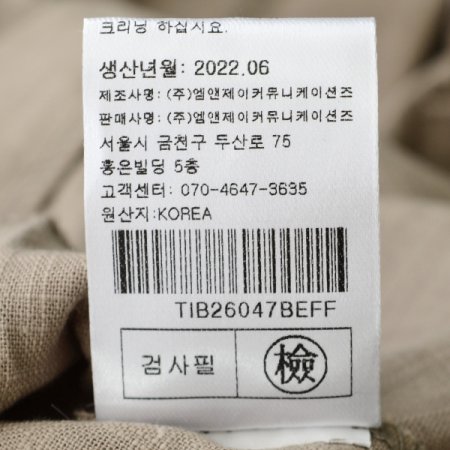 크리닝 하십시요.
생산년월: 2022.06
제조사명: (주)엠앤제이커뮤니케이션즈
판매사명: (주)엠앤제이커뮤니케이션즈
서울시 금천구 두산로 75
홍은빌딩 5층
고객센터: 070-4647-3695
원산지:KOREA
TIB26047BEFF
검사필 檢